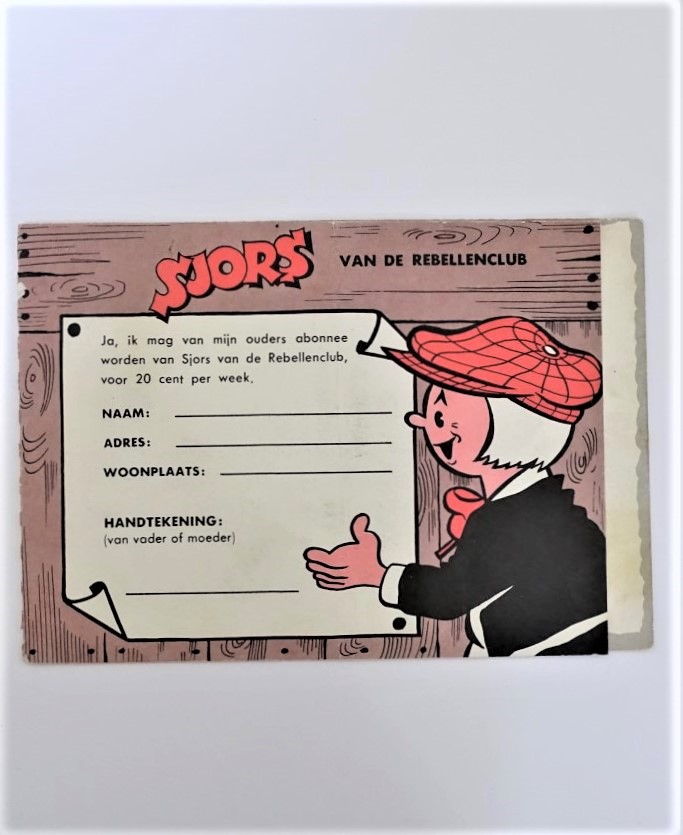 SJORS VAN DE REBELLENCLUB
Ja, ik mag van mijn ouders abonnee
worden van Sjors van de Rebellenclub,
voor 20 cent per week.
NAAM:
ADRES:
WOONPLAATS:
HANDTEKENING:
(van vader of moeder)